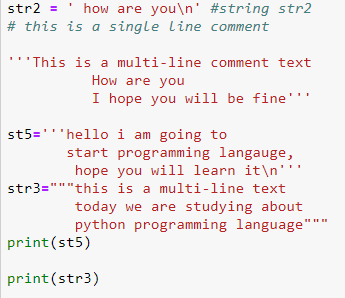 str2 = ' how are you\n' #string str2
# this is a single line comment
'''This is a multi-line comment text
How are you
I hope you will be fine'''
st5='''hello i am going to
start programming langauge,
hope you will learn it\n'''
str3="""this is a multi-line text
today we are studying about
python programming language"""
print(st5)
print(str3)